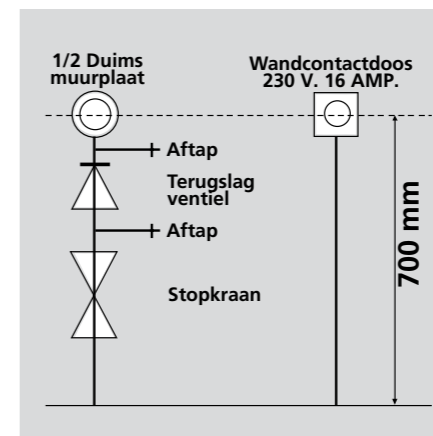 1/2 Duims
muurplaat
Wandcontactdoos
230 V. 16 AMP.
Aftap
Terugslag
ventiel
Aftap
Stopkraan
700 mm